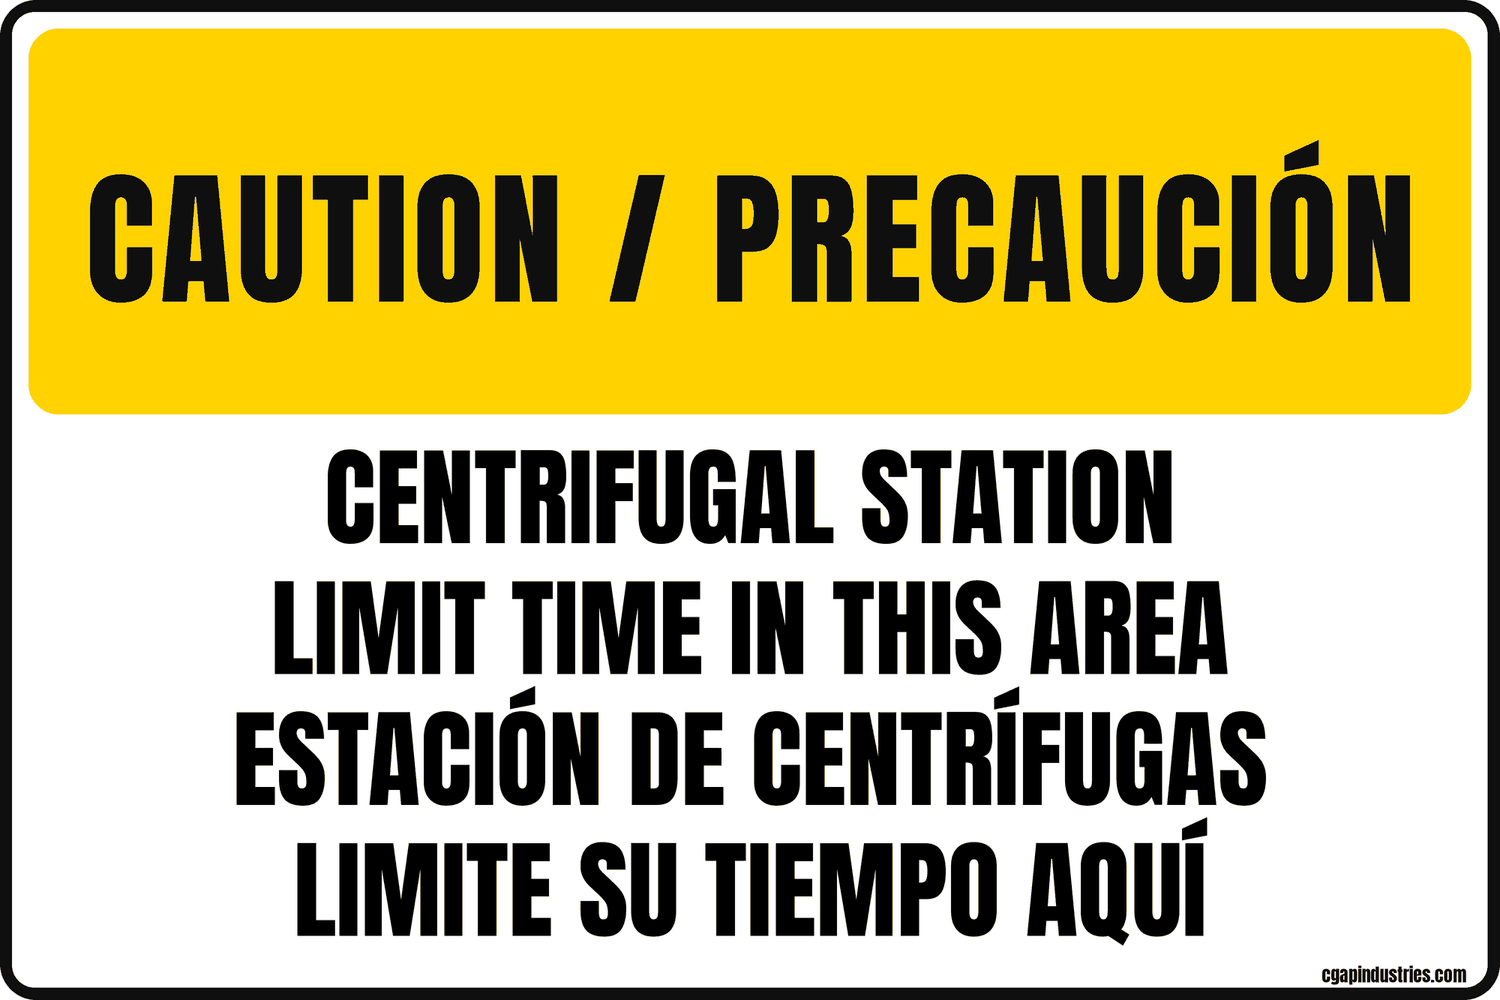 CAUTION / PRECAUCIÓN
CENTRIFUGAL STATION
LIMIT TIME IN THIS AREA
ESTACIÓN DE CENTRÍFUGAS
LIMITE SU TIEMPO AQUÍ
cgapindustries.com